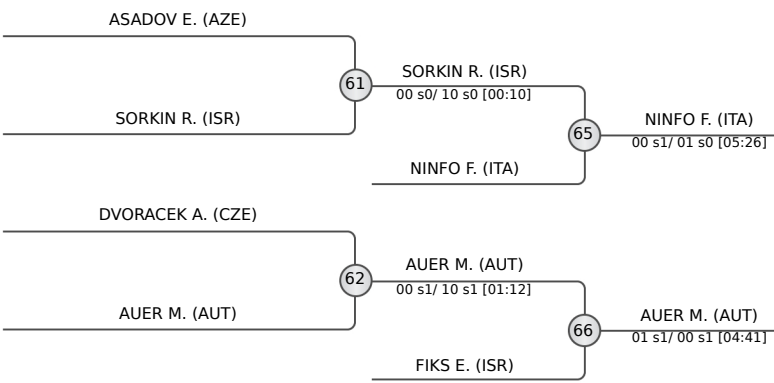 ASADOV E. (AZE)
61
SORKIN R. (ISR)
00 s0/ 10 s0 [00:10]
SORKIN R. (ISR)
65
NINFO F. (ITA)
00 s1/ 01 s0 [05:26]
NINFO F. (ITA)
DVORACEK A. (CZE)
62
AUER M. (AUT)
00 s1/ 10 s1 [01:12]
AUER M. (AUT)
66
AUER M. (AUT)
01 s1/ 00 s1 [04:41]
FIKS E. (ISR)